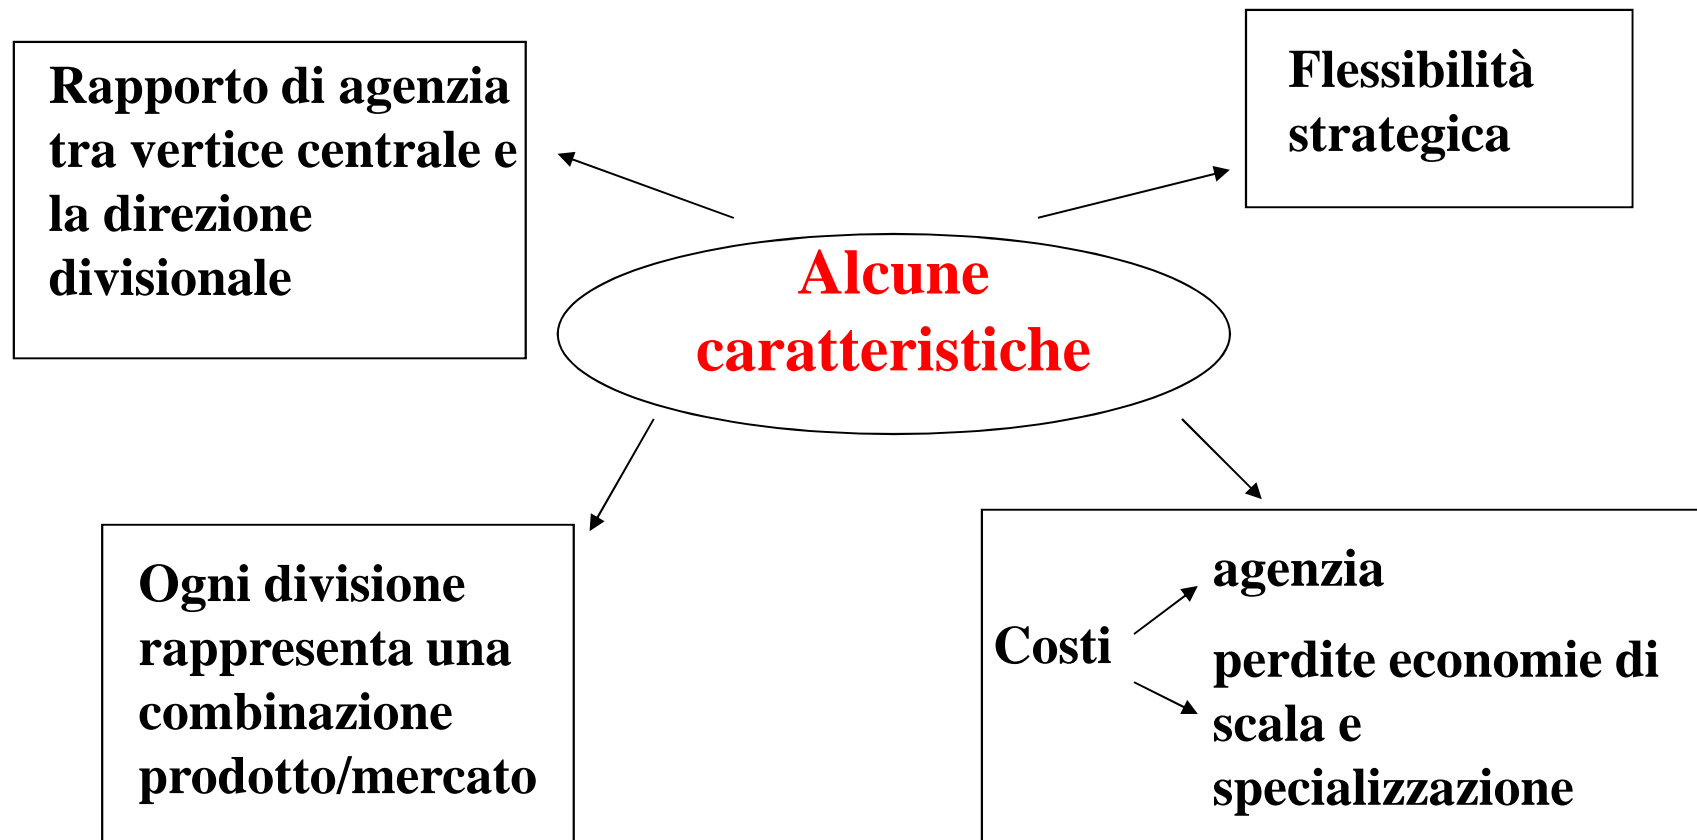 Rapporto di agenzia
tra vertice centrale e
la direzione
divisionale
Flessibilità
strategica
Alcune
caratteristiche
Ogni divisione
rappresenta una
combinazione
prodotto/mercato
Costi
agenzia
perdite economie di
scala e
specializzazione